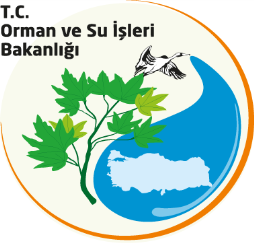 T.C.
Orman ve Su İşleri
Bakanlığı